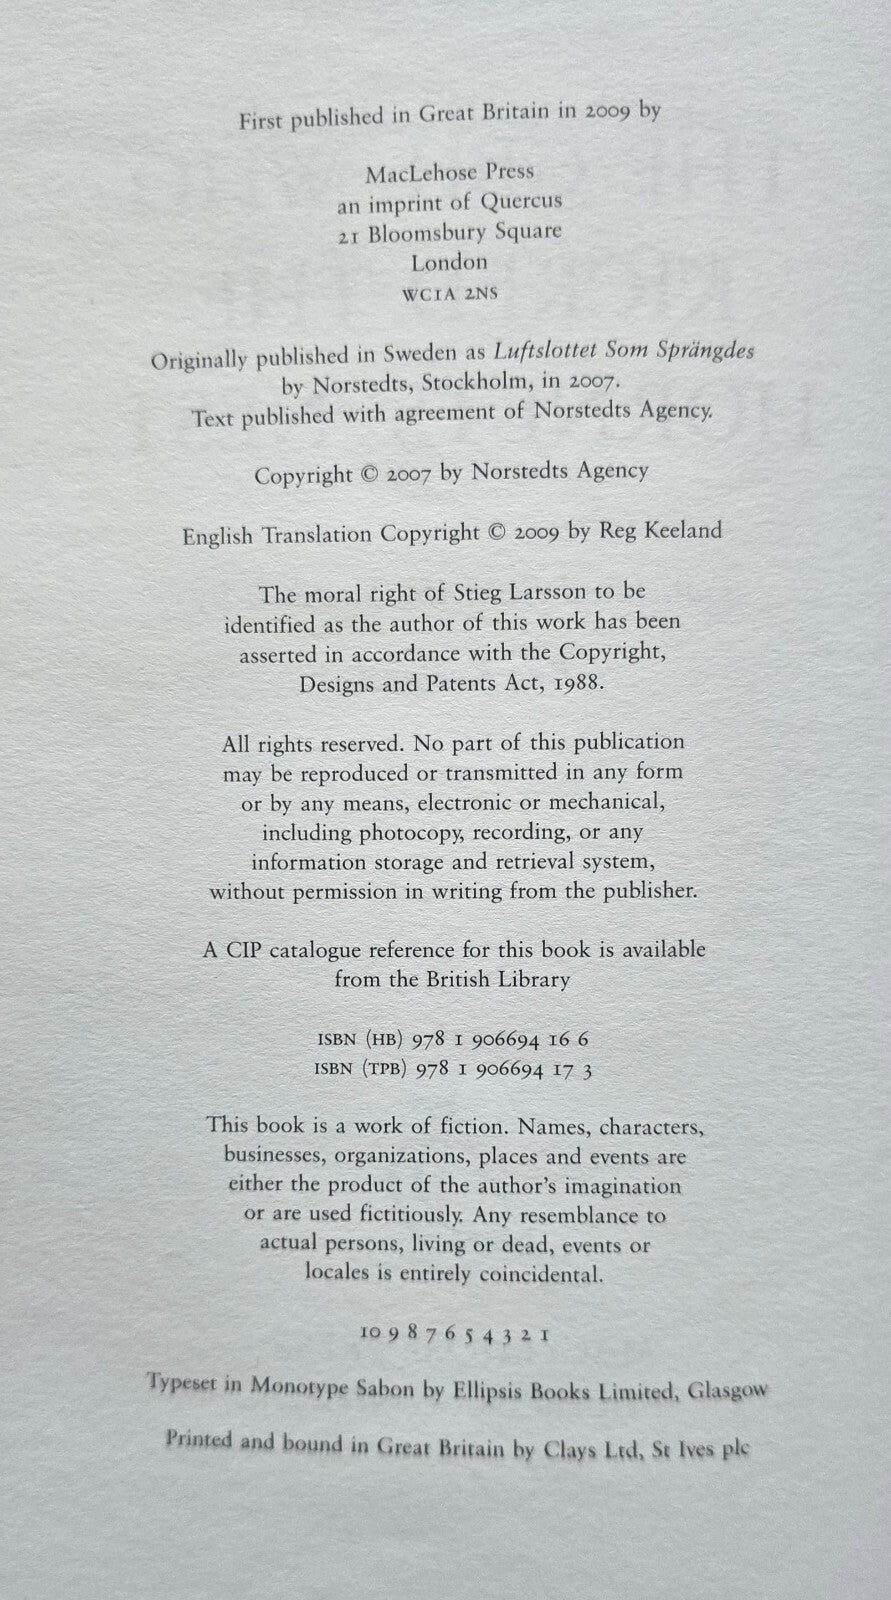 First published in Great Britain in 2009 by
MacLehose Press
an imprint of Quercus
21 Bloomsbury Square
London
WC1A 2NS
Originally published in Sweden as Luftslottet Som Sprängdes
by Norstedts, Stockholm, in 2007.
Text published with agreement of Norstedts Agency.
Copyright © 2007 by Norstedts Agency
English Translation Copyright © 2009 by Reg Keeland
The moral right of Stieg Larsson to be
identified as the author of this work has been
asserted in accordance with the Copyright,
Designs and Patents Act, 1988.
All rights reserved. No part of this publication
may be reproduced or transmitted in any form
or by any means, electronic or mechanical,
including photocopy, recording, or any
information storage and retrieval system,
without permission in writing from the publisher.
A CIP catalogue reference for this book is available
from the British Library
ISBN (HB) 978 1 906694 16 6
ISBN (TPB) 978 1 906694 17 3
This book is a work of fiction. Names, characters,
businesses, organizations, places and events are
either the product of the author's imagination
or are used fictitiously. Any resemblance to
actual persons, living or dead, events or
locales is entirely coincidental.
10 9 8 7 6 5 4 3 2 1
Typeset in Monotype Sabon by Ellipsis Books Limited, Glasgow
Printed and bound in Great Britain by Clays Ltd, St Ives plc